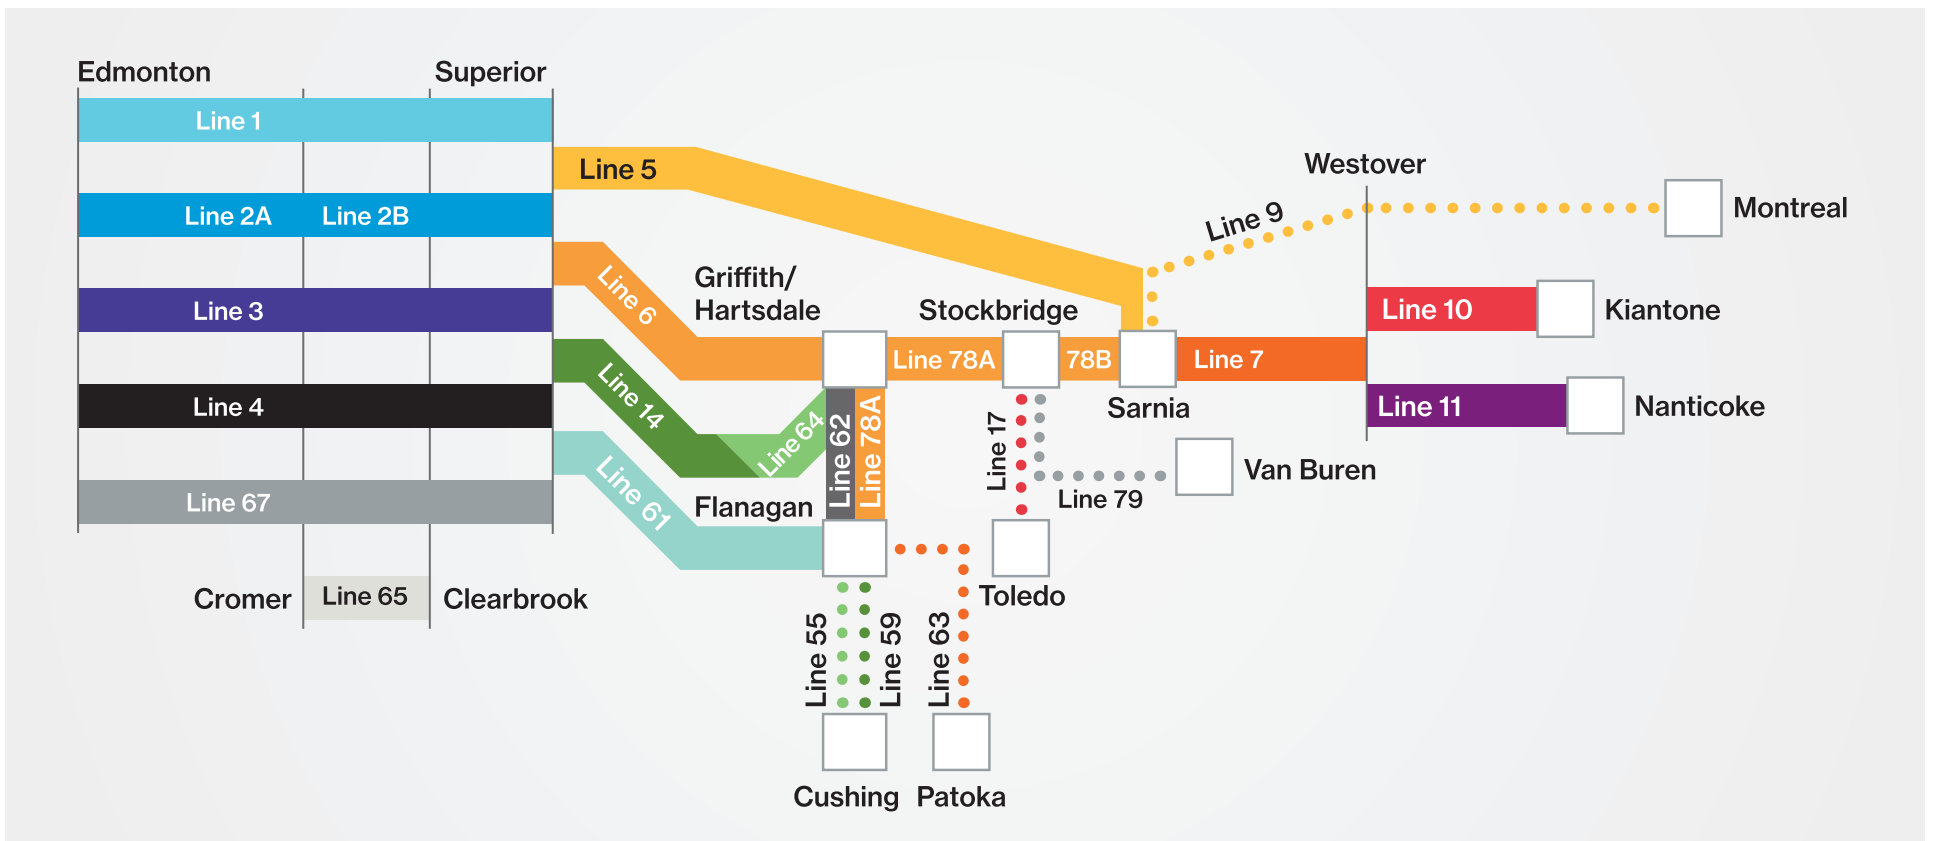 Edmonton
Superior
Line 1
Line 5
Westover
Line 2A
Line 2B
Line 9
Montreal
Line 3
Line 6
Griffith/
Hartsdale
Stockbridge
Line 10
Kiantone
Line 78A
78B
Line 7
Line 4
Line 14
Line 64
Line 62
Line 78A
Sarnia
Line 11
Nanticoke
Line 17
Van Buren
Line 79
Line 67
Line 61
Flanagan
Cromer
Line 65
Clearbrook
Toledo
Line 55
Line 59
Line 63
Cushing
Patoka